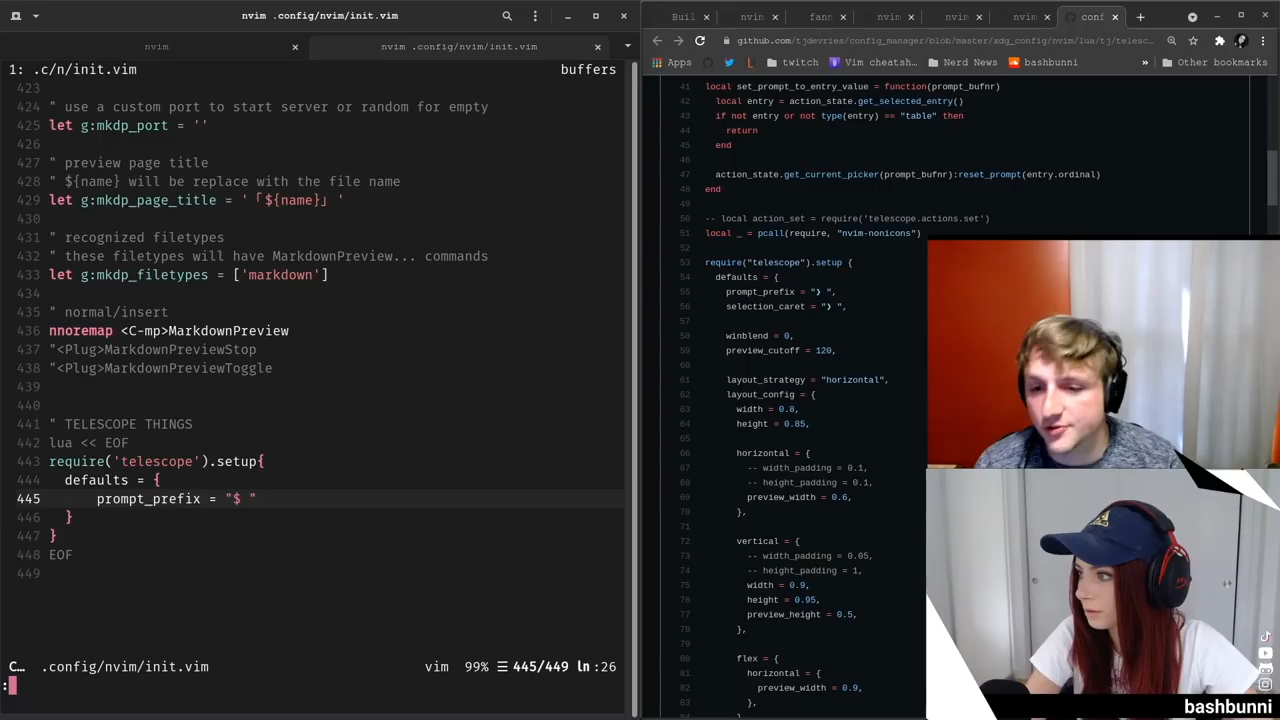 nvim .config/nvim/init.vim
nvim
nvim .config/nvim/init.vim
1: .c/n/init.vim
buffers
423
424 " use a custom port to start server or random for empty
425 let g:mkdp_port = ''
426
427 " preview page title
428 " ${name} will be replace with the file name
429 let g:mkdp_page_title = '「${name}」'
430
431 " recognized filetypes
432 " these filetypes will have MarkdownPreview... commands
433 let g:mkdp_filetypes = ['markdown']
434
435 " normal/insert
436 nnoremap <C-mp>MarkdownPreview
437 "<Plug>MarkdownPreviewStop
438 "<Plug>MarkdownPreviewToggle
439
440
441 " TELESCOPE THINGS
442 lua << EOF
443 require('telescope').setup{
444 defaults = {
445 prompt_prefix = "$ "
446 }
447 }
448 EOF
449
C… .config/nvim/init.vim vim 99% ☰ 445/449 ln:26
:
Buil nvim fann nvim nvim nvim conf
github.com/tjdevries/config_manager/blob/master/xdg_config/nvim/lua/tj/telesc…
Apps twitch Vim cheatsh… Nerd News bashbunni » Other bookmarks
41 local set_prompt_to_entry_value = function(prompt_bufnr)
42 local entry = action_state.get_selected_entry()
43 if not entry or not type(entry) == "table" then
44 return
45 end
46
47 action_state.get_current_picker(prompt_bufnr):reset_prompt(entry.ordinal)
48 end
49
50 -- local action_set = require('telescope.actions.set')
51 local _ = pcall(require, "nvim-nonicons")
52
53 require("telescope").setup {
54 defaults = {
55 prompt_prefix = "❯ ",
56 selection_caret = "❯ ",
57
58 winblend = 0,
59 preview_cutoff = 120,
60
61 layout_strategy = "horizontal",
62 layout_config = {
63 width = 0.8,
64 height = 0.85,
65
66 horizontal = {
67 -- width_padding = 0.1,
68 -- height_padding = 0.1,
69 preview_width = 0.6,
70 },
71
72 vertical = {
73 -- width_padding = 0.05,
74 -- height_padding = 1,
75 width = 0.9,
76 height = 0.95,
77 preview_height = 0.5,
78 },
79
80 flex = {
81 horizontal = {
82 preview_width = 0.9,
83 },
bashbunni